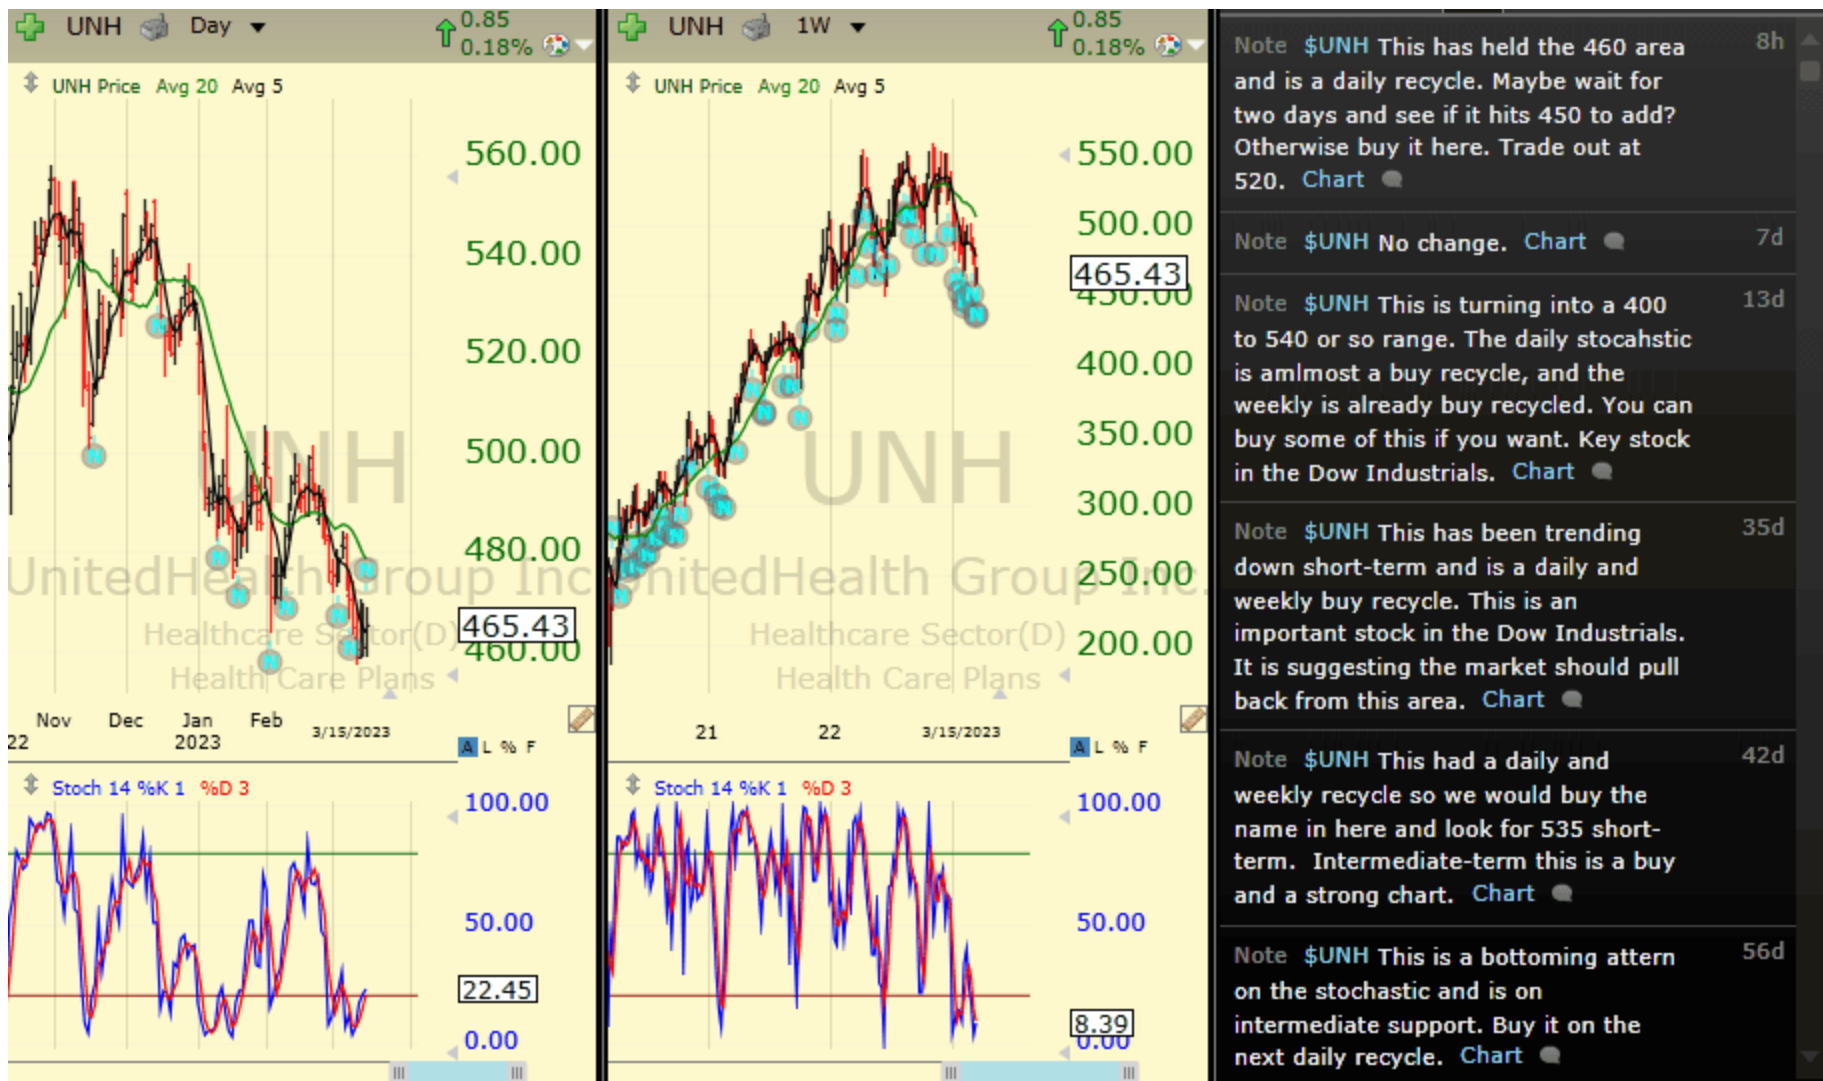 UNH Day 0.85
0.18%
UNH Price Avg 20 Avg 5
560.00
540.00
520.00
500.00
480.00
465.43
460.00
UNH
UnitedHealth Group Inc
Healthcare Sector(D)
Health Care Plans
Nov Dec Jan Feb 3/15/2023
22 2023
A L % F
Stoch 14 %K 1 %D 3
100.00
50.00
22.45
0.00
UNH 1W 0.85
0.18%
UNH Price Avg 20 Avg 5
550.00
500.00
465.43
450.00
400.00
350.00
300.00
250.00
200.00
UNH
UnitedHealth Group Inc.
Healthcare Sector(D)
Health Care Plans
21 22 3/15/2023
A L % F
Stoch 14 %K 1 %D 3
100.00
50.00
8.39
0.00
Note $UNH This has held the 460 area 8h
and is a daily recycle. Maybe wait for
two days and see if it hits 450 to add?
Otherwise buy it here. Trade out at
520. Chart
Note $UNH No change. Chart 7d
Note $UNH This is turning into a 400 13d
to 540 or so range. The daily stocahstic
is amlmost a buy recycle, and the
weekly is already buy recycled. You can
buy some of this if you want. Key stock
in the Dow Industrials. Chart
Note $UNH This has been trending 35d
down short-term and is a daily and
weekly buy recycle. This is an
important stock in the Dow Industrials.
It is suggesting the market should pull
back from this area. Chart
Note $UNH This had a daily and 42d
weekly recycle so we would buy the
name in here and look for 535 short-
term. Intermediate-term this is a buy
and a strong chart. Chart
Note $UNH This is a bottoming attern 56d
on the stochastic and is on
intermediate support. Buy it on the
next daily recycle. Chart